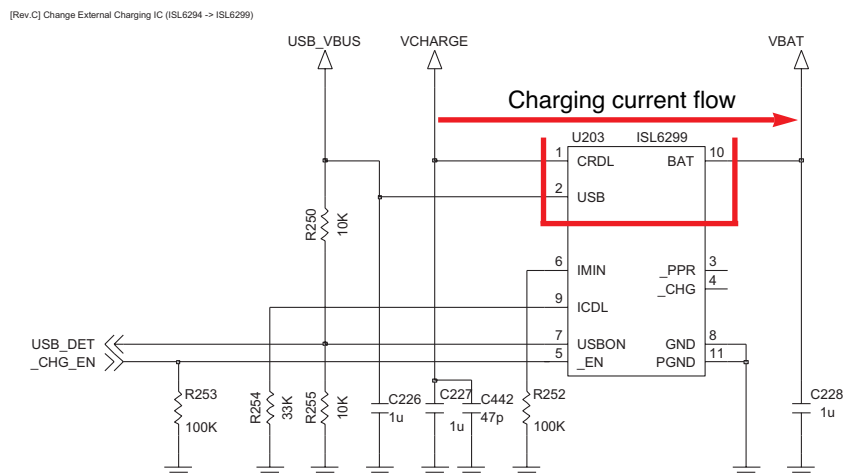 [Rev.C] Change External Charging IC (ISL6294 -> ISL6299)
USB_VBUS VCHARGE VBAT
Charging current flow
U203 ISL6299
1 CRDL BAT 10
2 USB
R250 10K
6 IMIN _PPR 3
_CHG 4
9 ICDL
USB_DET 7 USBON GND 8
_CHG_EN 5 _EN PGND 11
R253 100K
R254 33K
R255 10K
C226 1u
C227 1u
C442 47p
R252 100K
C228 1u